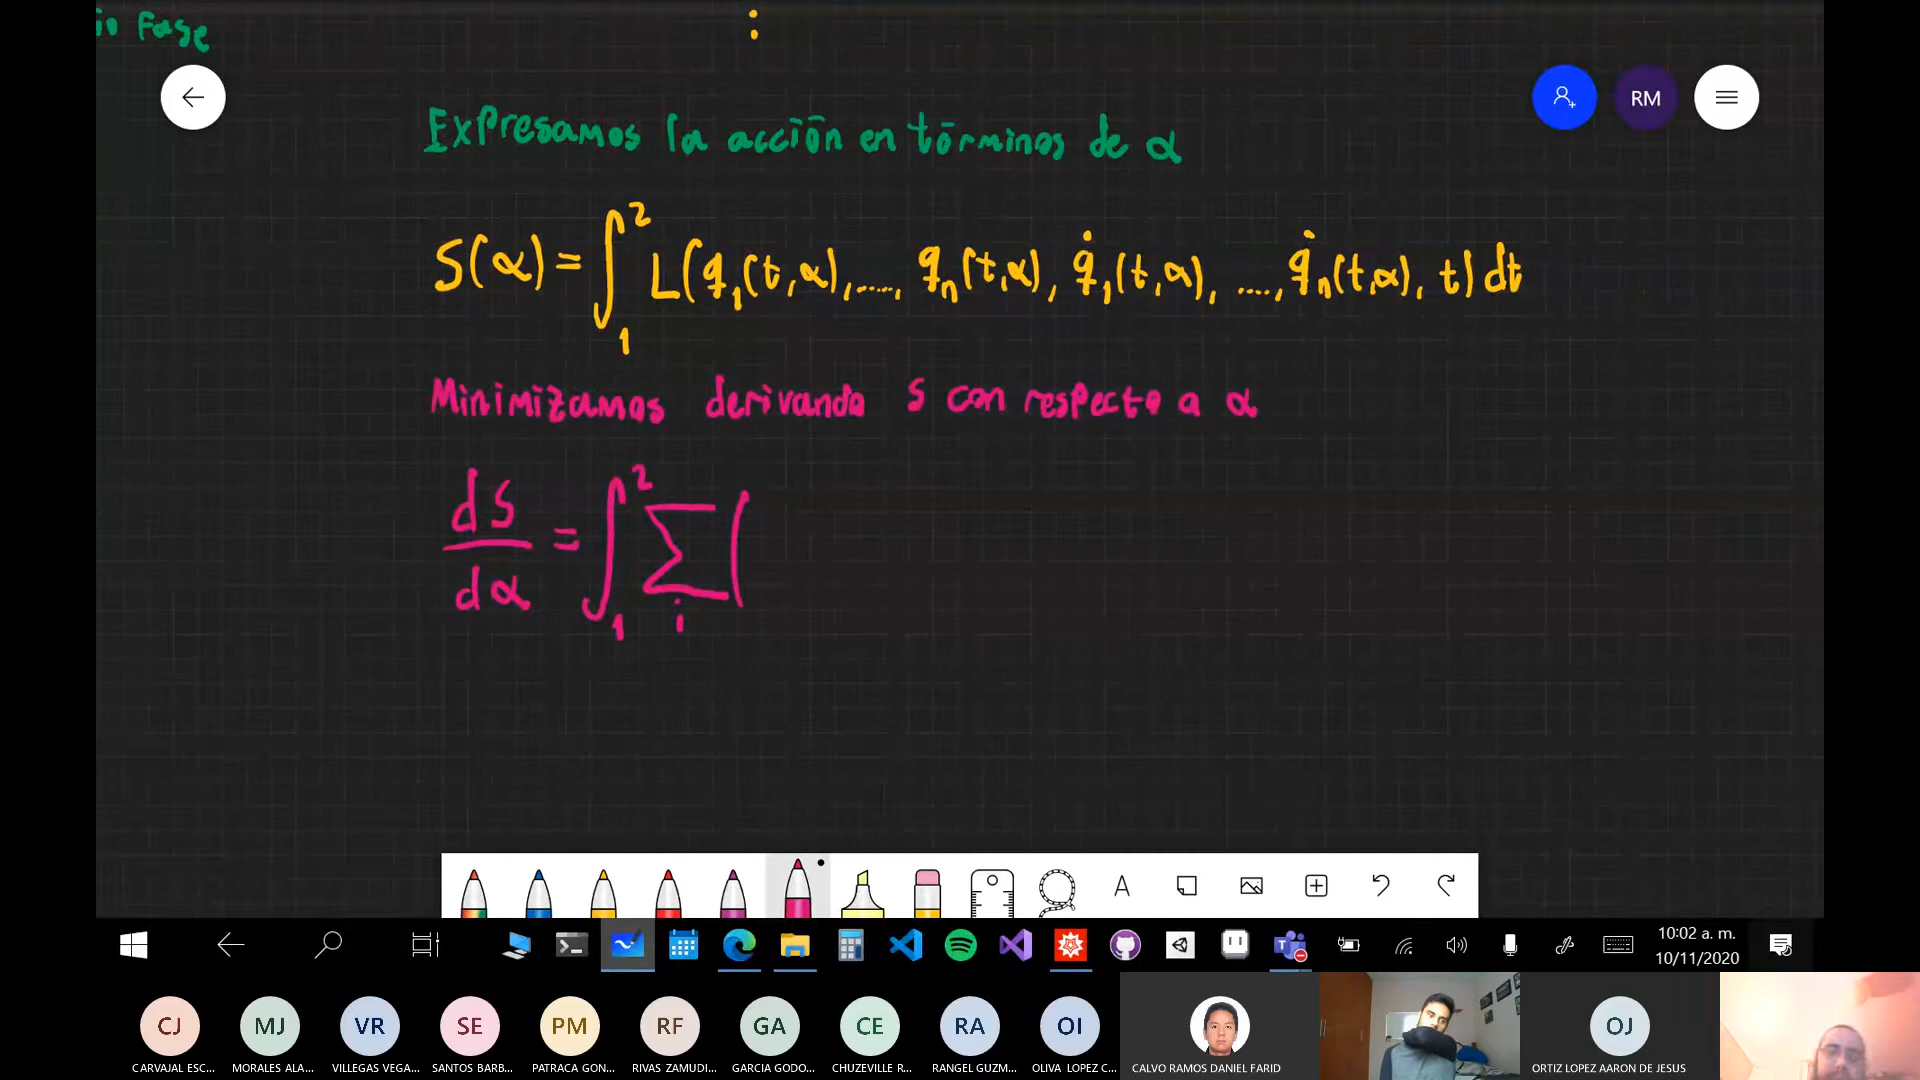 io Fase
RM
Expresamos la acción en términos de α
S(α) = ∫₁² L(q₁(t,α),....., qₙ(t,α), q̇₁(t,α), ...., q̇ₙ(t,α), t) dt
Minimizamos derivando S con respecto a α
dS/dα = ∫₁² Σᵢ (
10:02 a. m.
10/11/2020
CJ MJ VR SE PM RF GA CE RA OI OJ
CARVAJAL ESC... MORALES ALA... VILLEGAS VEGA... SANTOS BARB... PATRACA GON... RIVAS ZAMUDI... GARCIA GODO... CHUZEVILLE R... RANGEL GUZM... OLIVA LOPEZ C... CALVO RAMOS DANIEL FARID ORTIZ LOPEZ AARON DE JESUS